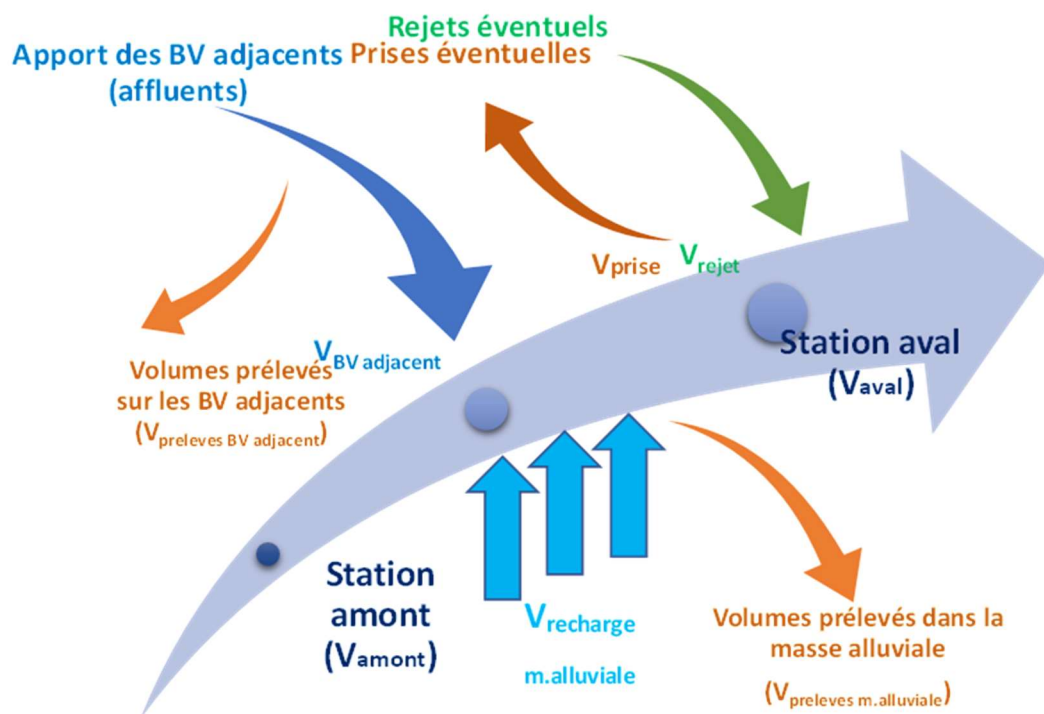 Rejets éventuels
Apport des BV adjacents
(affluents)
Prises éventuelles
Vprise
Vrejet
VBV adjacent
Volumes prélevés
sur les BV adjacents
(Vpreleves BV adjacent)
Station aval
(Vaval)
Station
amont
(Vamont)
Vrecharge
m.alluviale
Volumes prélevés dans la
masse alluviale
(Vpreleves m.alluviale)